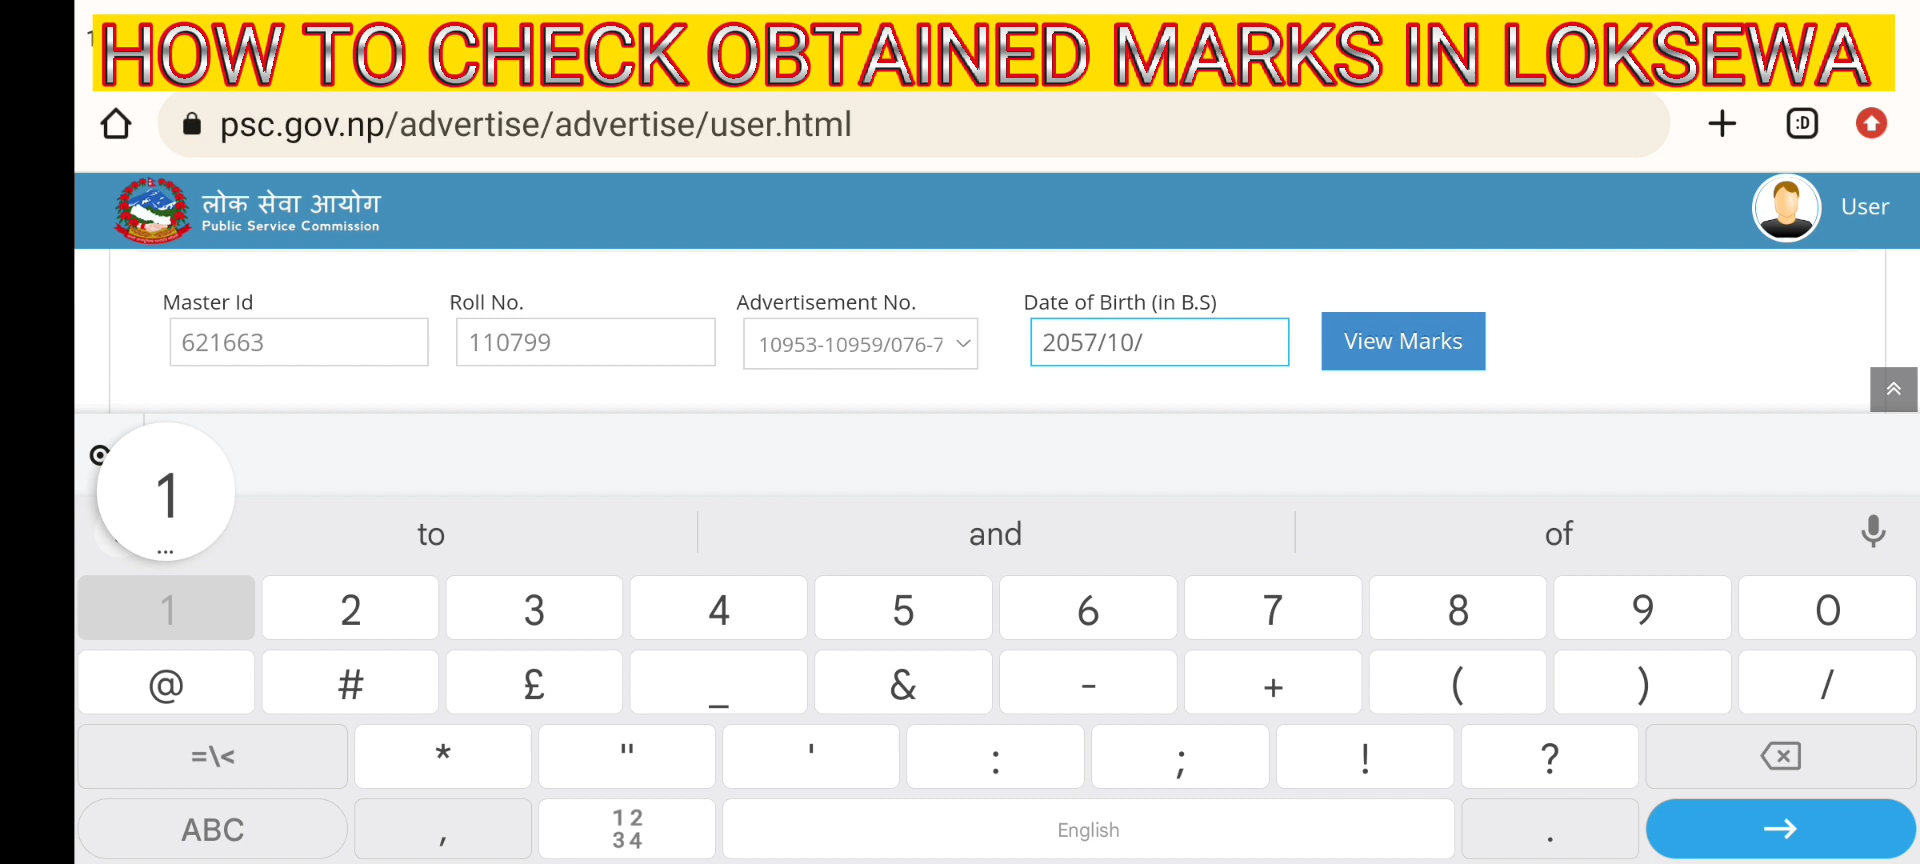 HOW TO CHECK OBTAINED MARKS IN LOKSEWA
psc.gov.np/advertise/advertise/user.html
:D
लोक सेवा आयोग
Public Service Commission
User
Master Id
Roll No.
Advertisement No.
Date of Birth (in B.S)
621663
110799
10953-10959/076-7
2057/10/
View Marks
1
...
to
and
of
1 2 3 4 5 6 7 8 9 0
@ # £ _ & - + ( ) /
=\< * " ' : ; ! ?
ABC , 1 2 3 4 English .